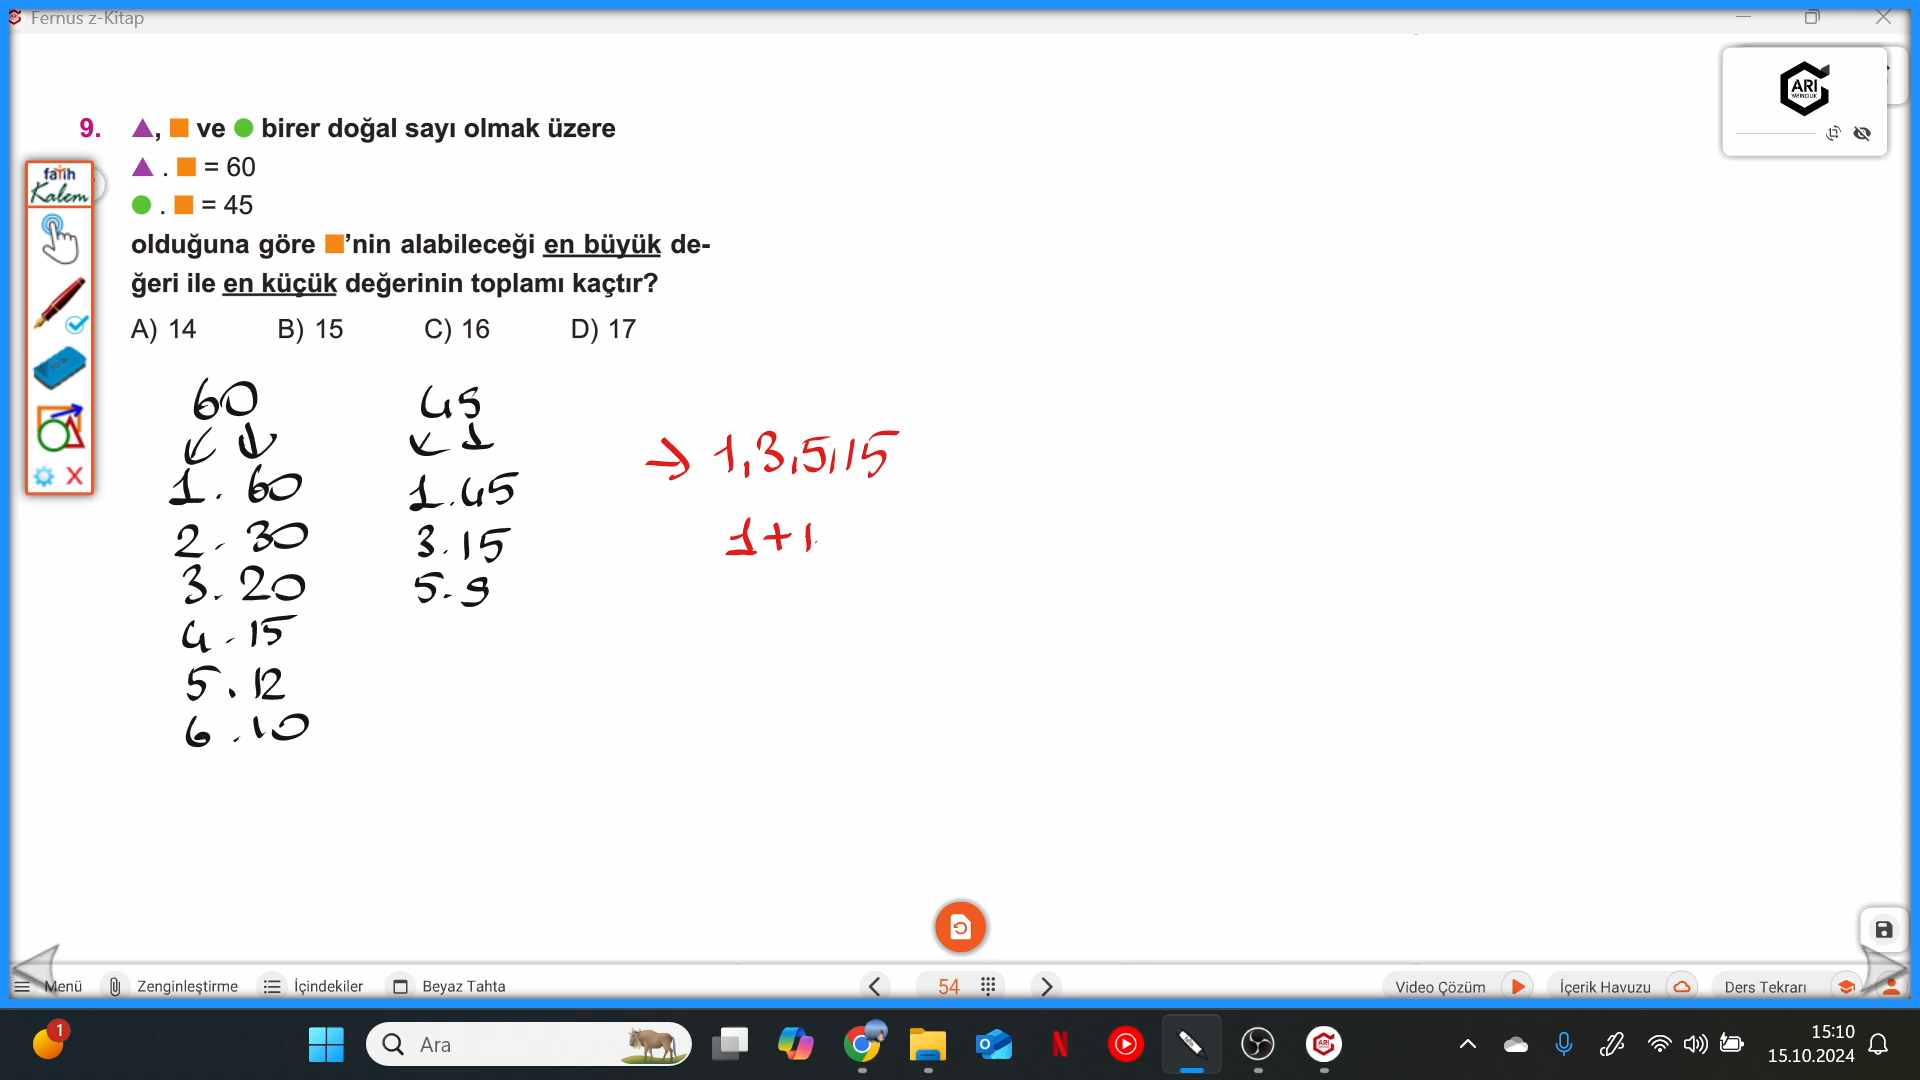 Fernus z-Kitap
ARI
YAYINCILIK
9. ▲, ■ ve ● birer doğal sayı olmak üzere
▲ . ■ = 60
● . ■ = 45
olduğuna göre ■'nin alabileceği en büyük de-
ğeri ile en küçük değerinin toplamı kaçtır?
A) 14 B) 15 C) 16 D) 17
fatih
Kalem
60
1 . 60
2 . 30
3 . 20
4 . 15
5 . 12
6 . 10
45
1 . 45
3 . 15
5 . 9
→ 1,3,5,15
1+1
Menü Zenginleştirme İçindekiler Beyaz Tahta 54 Video Çözüm İçerik Havuzu Ders Tekrarı
1 Ara 15:10
15.10.2024